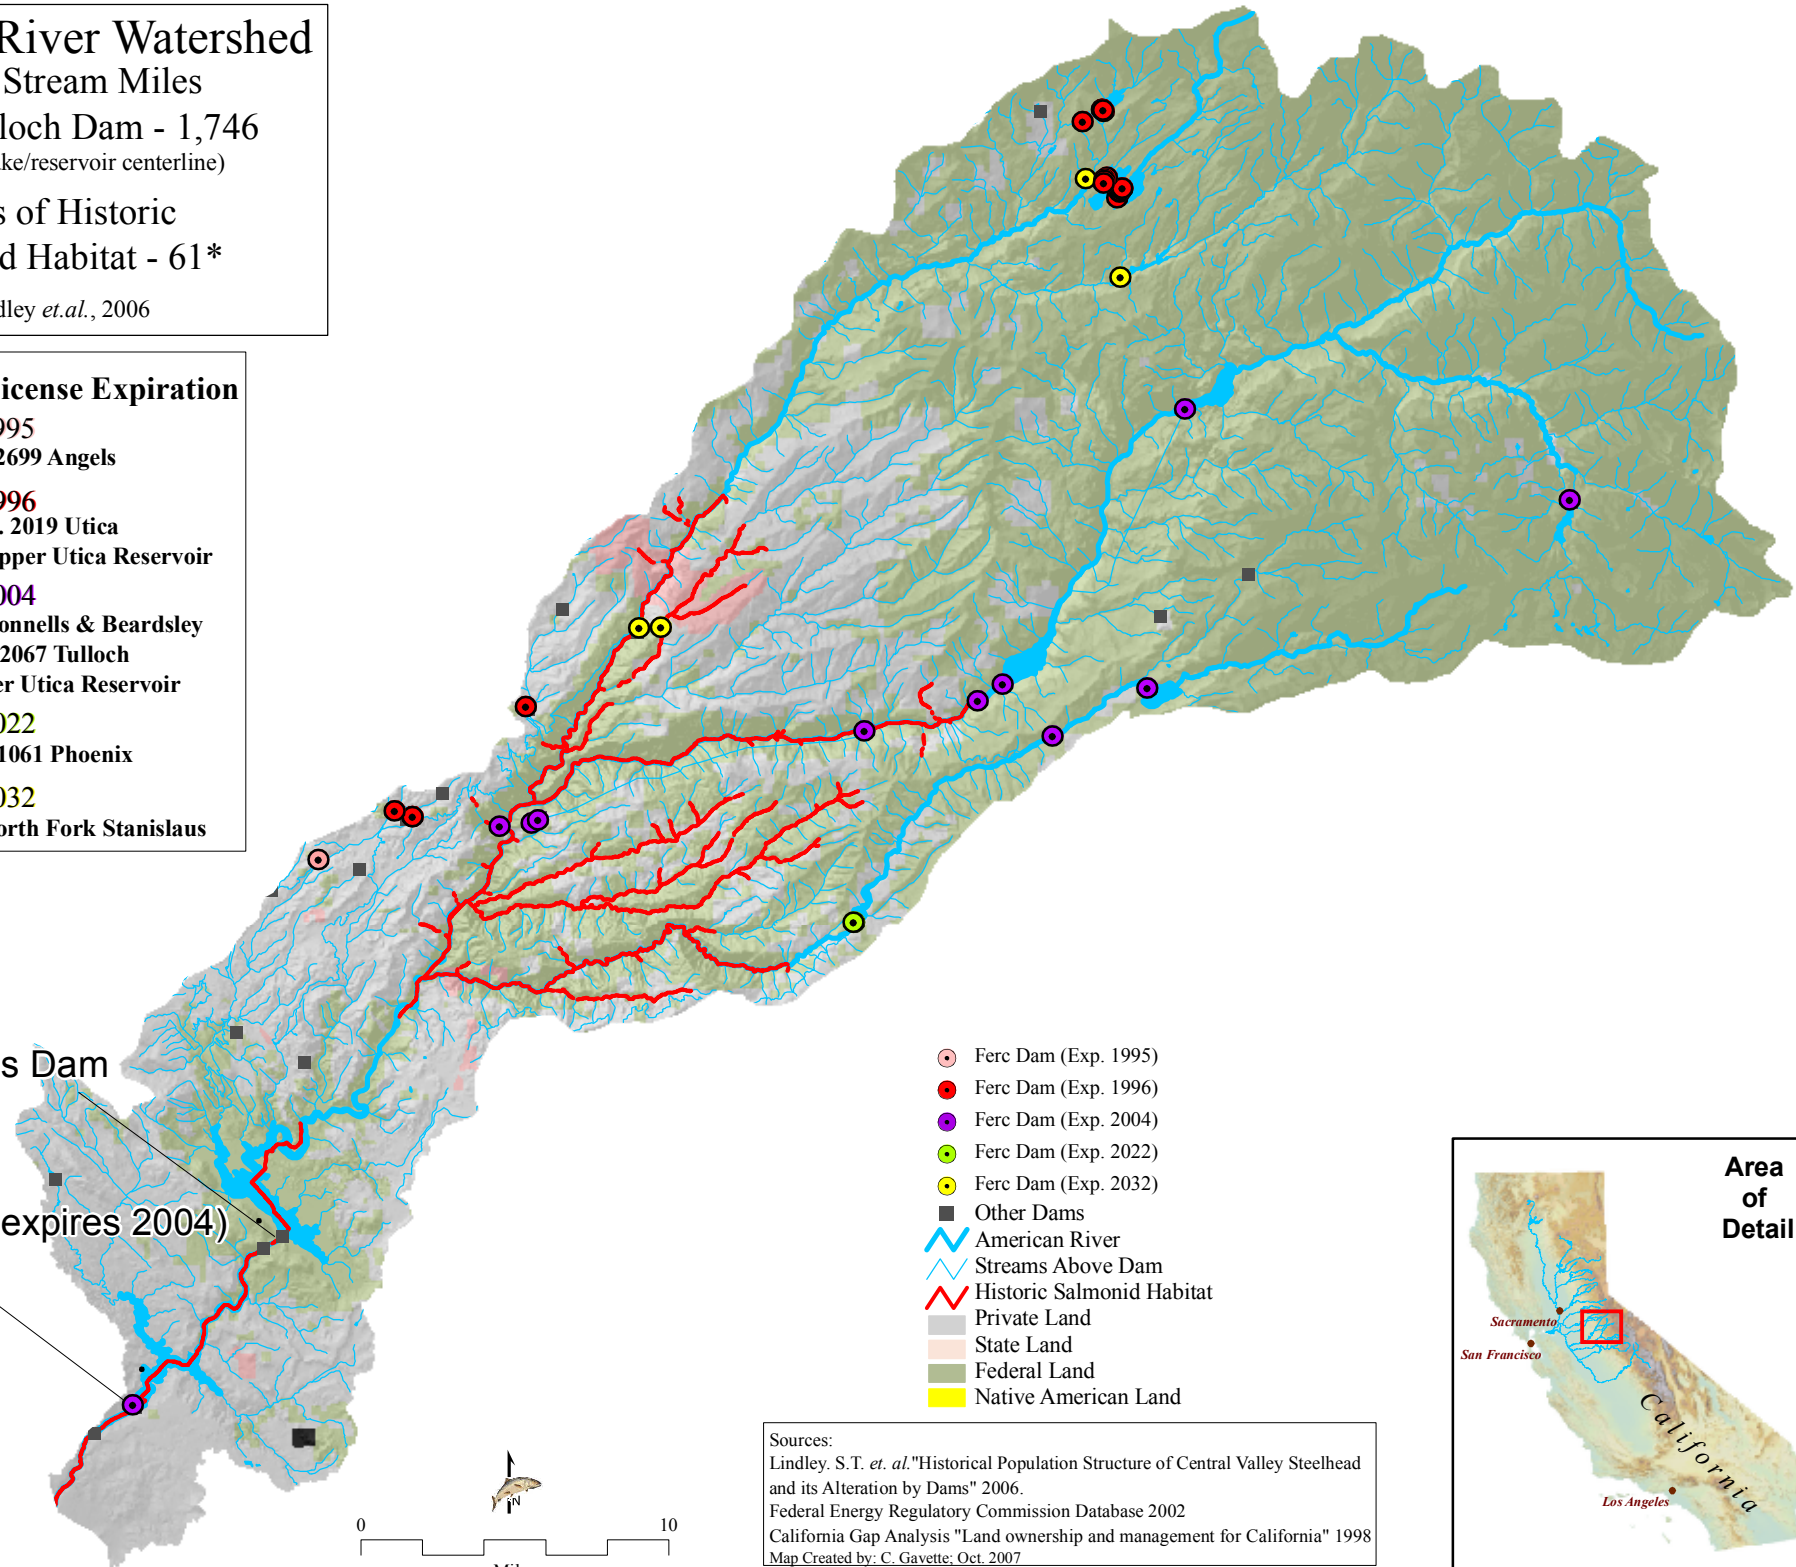 River Watershed
Stream Miles
loch Dam - 1,746
ke/reservoir centerline)
s of Historic
d Habitat - 61*
dley et.al., 2006
icense Expiration
995
2699 Angels
996
. 2019 Utica
pper Utica Reservoir
004
onnells & Beardsley
2067 Tulloch
er Utica Reservoir
022
1061 Phoenix
032
orth Fork Stanislaus
s Dam
expires 2004)
Ferc Dam (Exp. 1995)
Ferc Dam (Exp. 1996)
Ferc Dam (Exp. 2004)
Ferc Dam (Exp. 2022)
Ferc Dam (Exp. 2032)
Other Dams
American River
Streams Above Dam
Historic Salmonid Habitat
Private Land
State Land
Federal Land
Native American Land
Area
of
Detail
Sacramento
San Francisco
California
Los Angeles
N
0 10
Sources:
Lindley. S.T. et. al."Historical Population Structure of Central Valley Steelhead
and its Alteration by Dams" 2006.
Federal Energy Regulatory Commission Database 2002
California Gap Analysis "Land ownership and management for California" 1998
Map Created by: C. Gavette; Oct. 2007